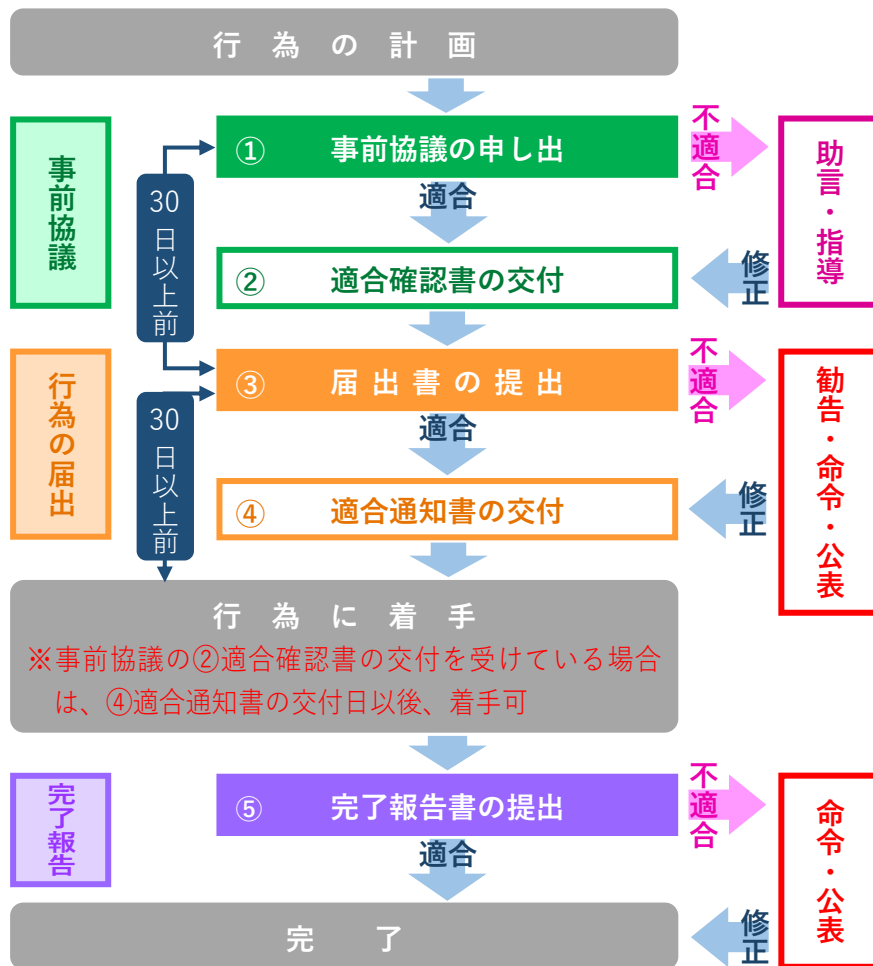 行為の計画
事前協議
30日以上前
① 事前協議の申し出
不適合
助言・指導
適合
② 適合確認書の交付
修正
行為の届出
30日以上前
③ 届出書の提出
不適合
勧告・命令・公表
適合
④ 適合通知書の交付
修正
行為に着手
※事前協議の②適合確認書の交付を受けている場合
は、④適合通知書の交付日以後、着手可
完了報告
⑤ 完了報告書の提出
不適合
命令・公表
適合
完了
修正